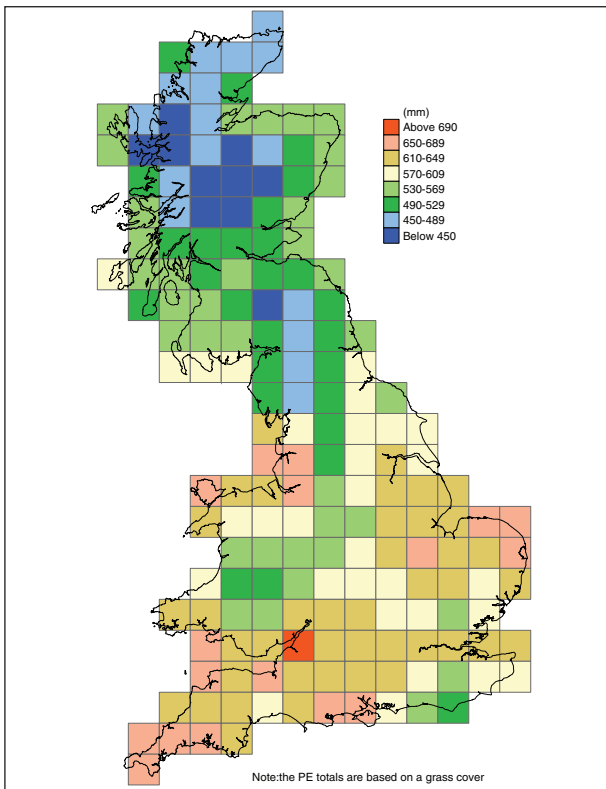 (mm)
Above 690
650-689
610-649
570-609
530-569
490-529
450-489
Below 450
Note:the PE totals are based on a grass cover